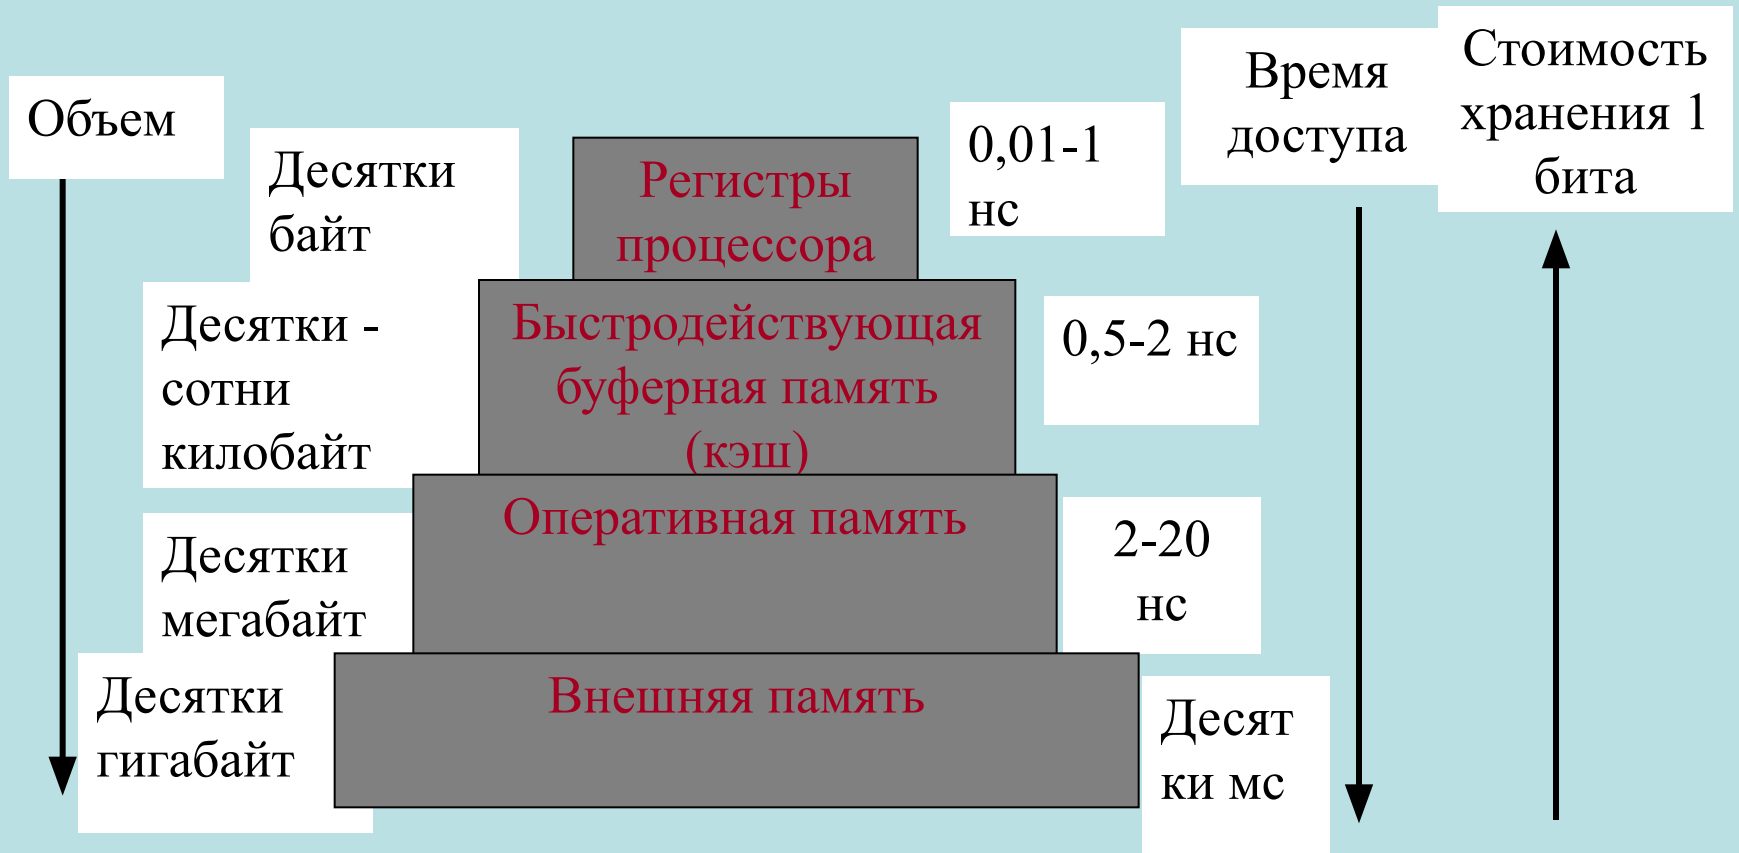 Объем
Десятки
байт
Регистры
процессора
0,01-1
нс
Время
доступа
Стоимость
хранения 1
бита
Десятки -
сотни
килобайт
Быстродействующая
буферная память
(кэш)
0,5-2 нс
Десятки
мегабайт
Оперативная память
2-20
нс
Десятки
гигабайт
Внешняя память
Десят
ки мс